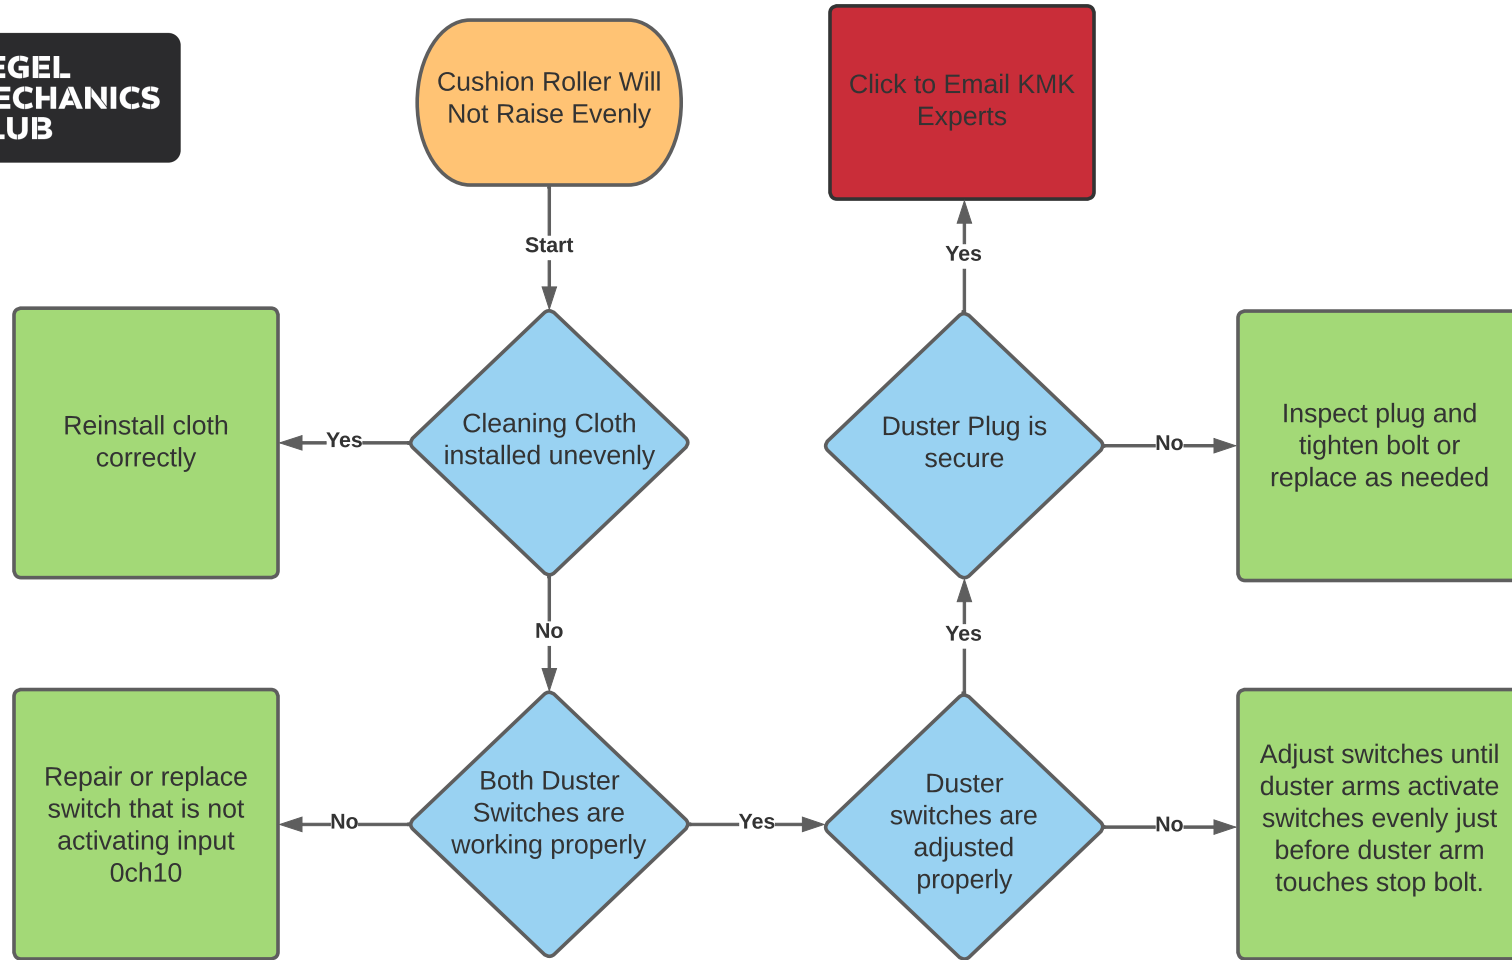 EGEL
ECHANICS
LUB
Cushion Roller Will
Not Raise Evenly
Click to Email KMK
Experts
Start
Yes
Reinstall cloth
correctly
Yes
Cleaning Cloth
installed unevenly
Duster Plug is
secure
No
Inspect plug and
tighten bolt or
replace as needed
No
Yes
Repair or replace
switch that is not
activating input
0ch10
No
Both Duster
Switches are
working properly
Yes
Duster
switches are
adjusted
properly
No
Adjust switches until
duster arms activate
switches evenly just
before duster arm
touches stop bolt.